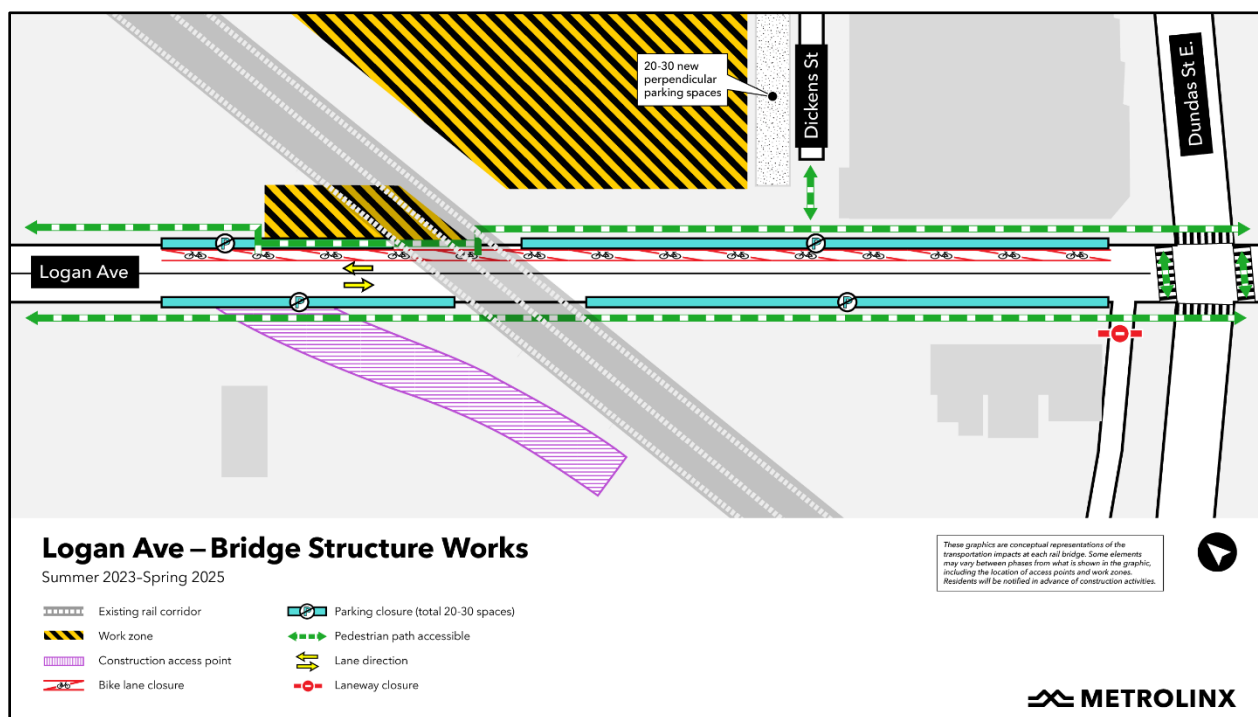 20-30 new
perpendicular
parking spaces
Dickens St
Dundas St E.
Logan Ave
Logan Ave – Bridge Structure Works
Summer 2023–Spring 2025
Existing rail corridor
Work zone
Construction access point
Bike lane closure
Parking closure (total 20-30 spaces)
Pedestrian path accessible
Lane direction
Laneway closure
These graphics are conceptual representations of the
transportation impacts at each rail bridge. Some elements
may vary between phases from what is shown in the graphic,
including the location of access points and work zones.
Residents will be notified in advance of construction activities.
METROLINX